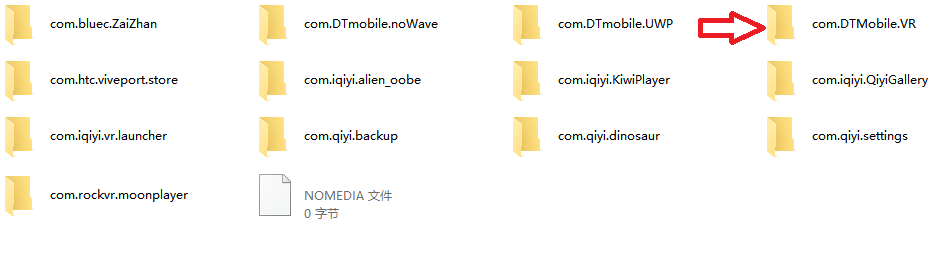 com.bluec.ZaiZhan
com.DTmobile.noWave
com.DTmobile.UWP
com.DTMobile.VR
com.htc.viveport.store
com.iqiyi.alien_oobe
com.iqiyi.KiwiPlayer
com.iqiyi.QiyiGallery
com.iqiyi.vr.launcher
com.qiyi.backup
com.qiyi.dinosaur
com.qiyi.settings
com.rockvr.moonplayer
NOMEDIA 文件
0 字节